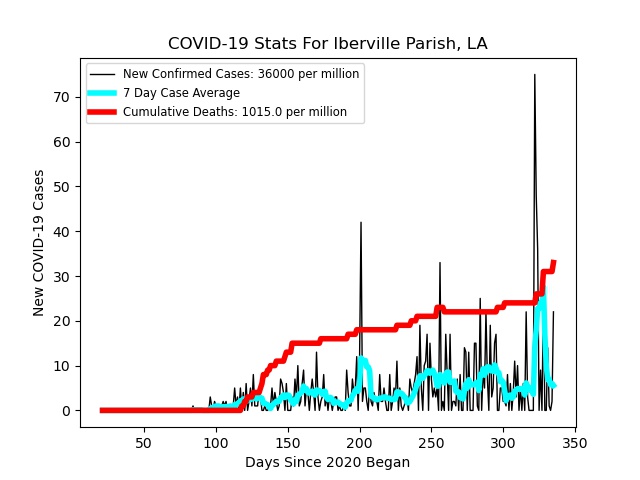 COVID-19 Stats For Iberville Parish, LA
New Confirmed Cases: 36000 per million
7 Day Case Average
Cumulative Deaths: 1015.0 per million
New COVID-19 Cases
70
60
50
40
30
20
10
0
50 100 150 200 250 300 350
Days Since 2020 Began